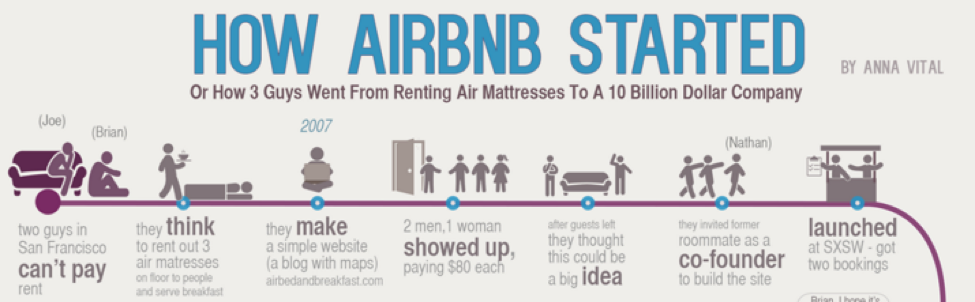 HOW AIRBNB STARTED
BY ANNA VITAL
Or How 3 Guys Went From Renting Air Mattresses To A 10 Billion Dollar Company
(Joe)
(Brian)
2007
(Nathan)
two guys in
San Francisco
can't pay
rent
they think
to rent out 3
air matresses
on floor to people
and serve breakfast
they make
a simple website
(a blog with maps)
airbedandbreakfast.com
2 men,1 woman
showed up,
paying $80 each
after guests left
they thought
this could be
a big idea
they invited former
roommate as a
co-founder
to build the site
launched
at SXSW - got
two bookings
Brian, I hope it's